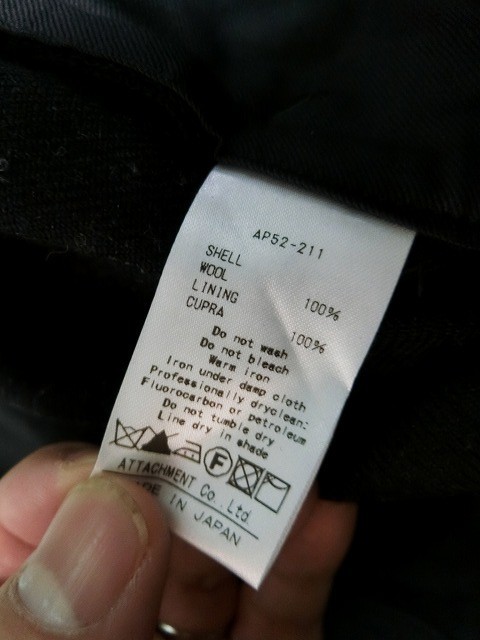 AP52-211
SHELL
WOOL 100%
LINING
CUPRA 100%
Do not wash
Do not bleach
Warm iron
Iron under damp cloth
Professionally dryclean:
Fluorocarbon or petroleum
Do not tumble dry
Line dry in shade
F
ATTACHMENT Co.,Ltd.
DE IN JAPAN